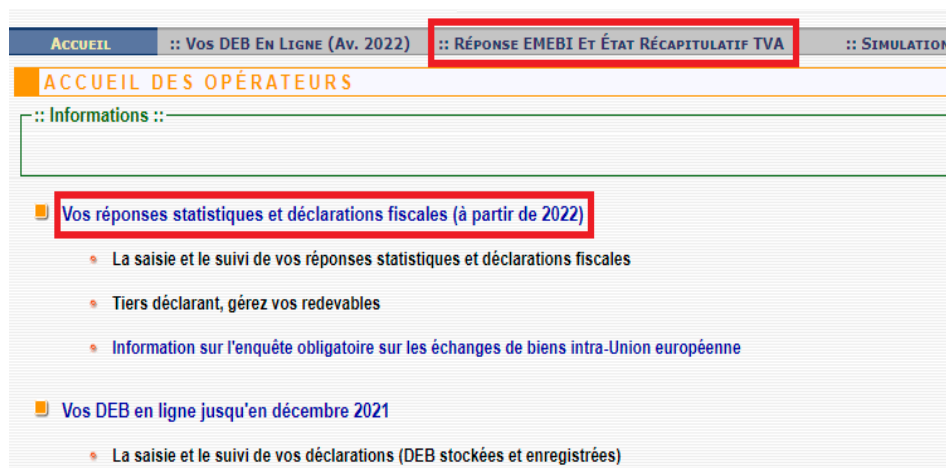 ACCUEIL :: VOS DEB EN LIGNE (AV. 2022) :: RÉPONSE EMEBI ET ÉTAT RÉCAPITULATIF TVA :: SIMULATION
ACCUEIL DES OPÉRATEURS
:: Informations ::
Vos réponses statistiques et déclarations fiscales (à partir de 2022)
La saisie et le suivi de vos réponses statistiques et déclarations fiscales
Tiers déclarant, gérez vos redevables
Information sur l'enquête obligatoire sur les échanges de biens intra-Union européenne
Vos DEB en ligne jusqu'en décembre 2021
La saisie et le suivi de vos déclarations (DEB stockées et enregistrées)